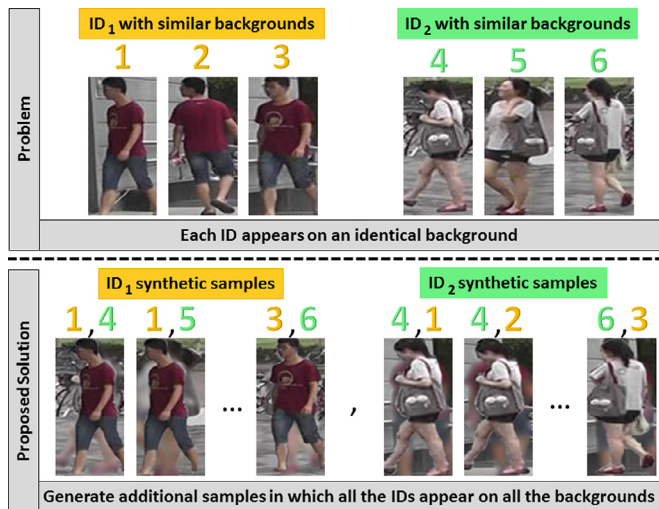 ID1 with similar backgrounds
ID2 with similar backgrounds
1 2 3 4 5 6
Problem
Each ID appears on an identical background
ID1 synthetic samples
ID2 synthetic samples
1,4 1,5 3,6 4,1 4,2 6,3
... , ...
Proposed Solution
Generate additional samples in which all the IDs appear on all the backgrounds